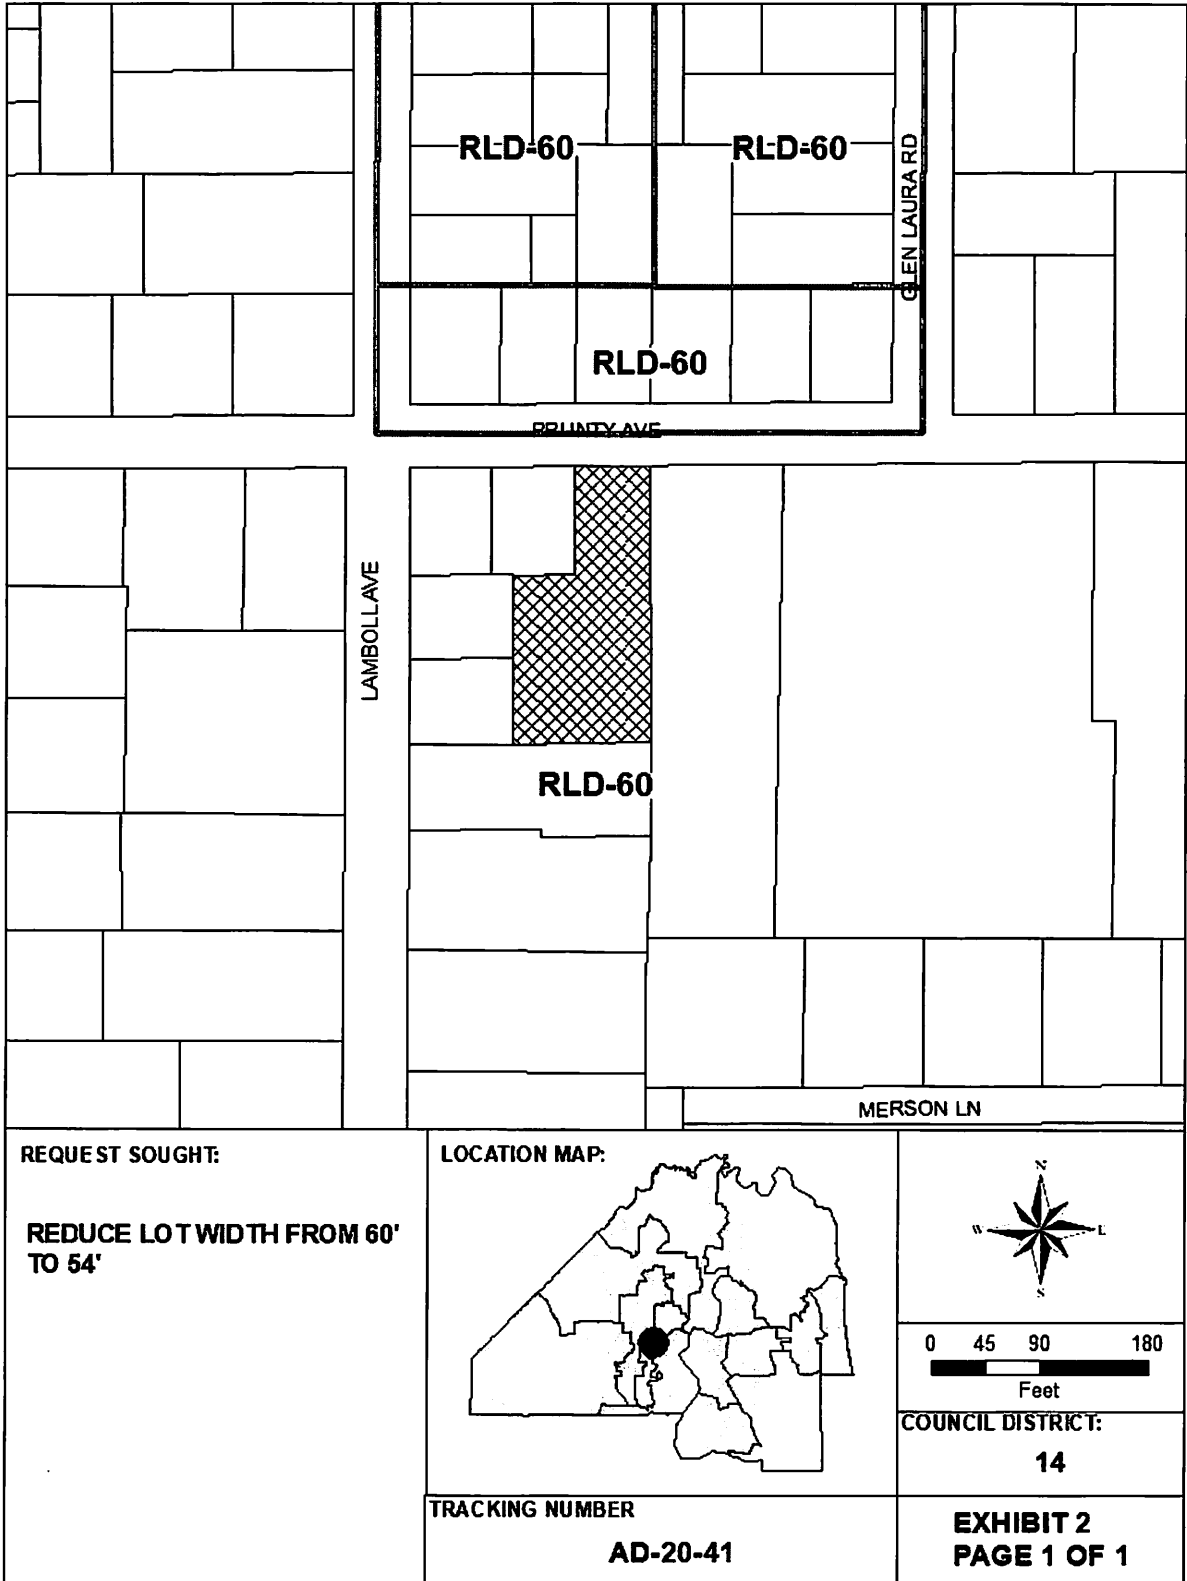 RLD-60
RLD-60
GLEN LAURA RD
RLD-60
PRUNTY AVE
LAMBOLL AVE
RLD-60
MERSON LN
REQUEST SOUGHT:
REDUCE LOT WIDTH FROM 60'
TO 54'
LOCATION MAP:
N
W
E
S
0 45 90 180
Feet
COUNCIL DISTRICT:
14
TRACKING NUMBER
AD-20-41
EXHIBIT 2
PAGE 1 OF 1